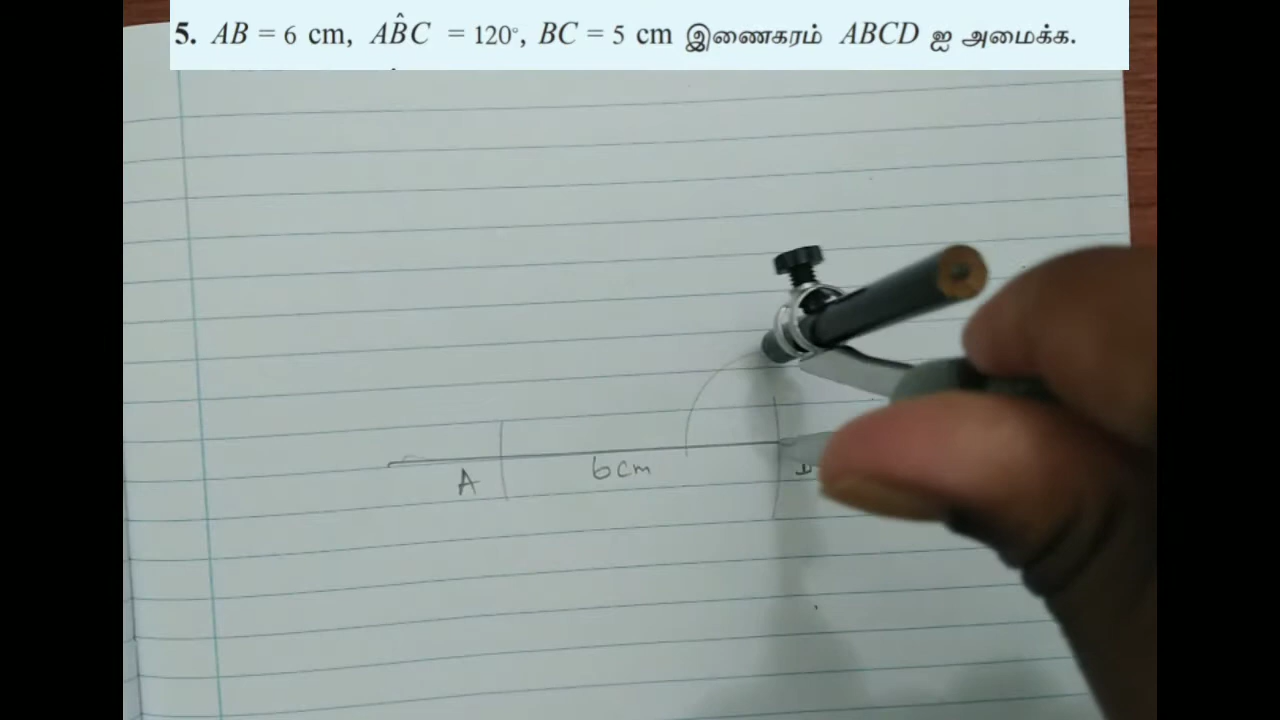 5. AB = 6 cm, AB̂C = 120°, BC = 5 cm இணைகரம் ABCD ஐ அமைக்க.
A 6cm